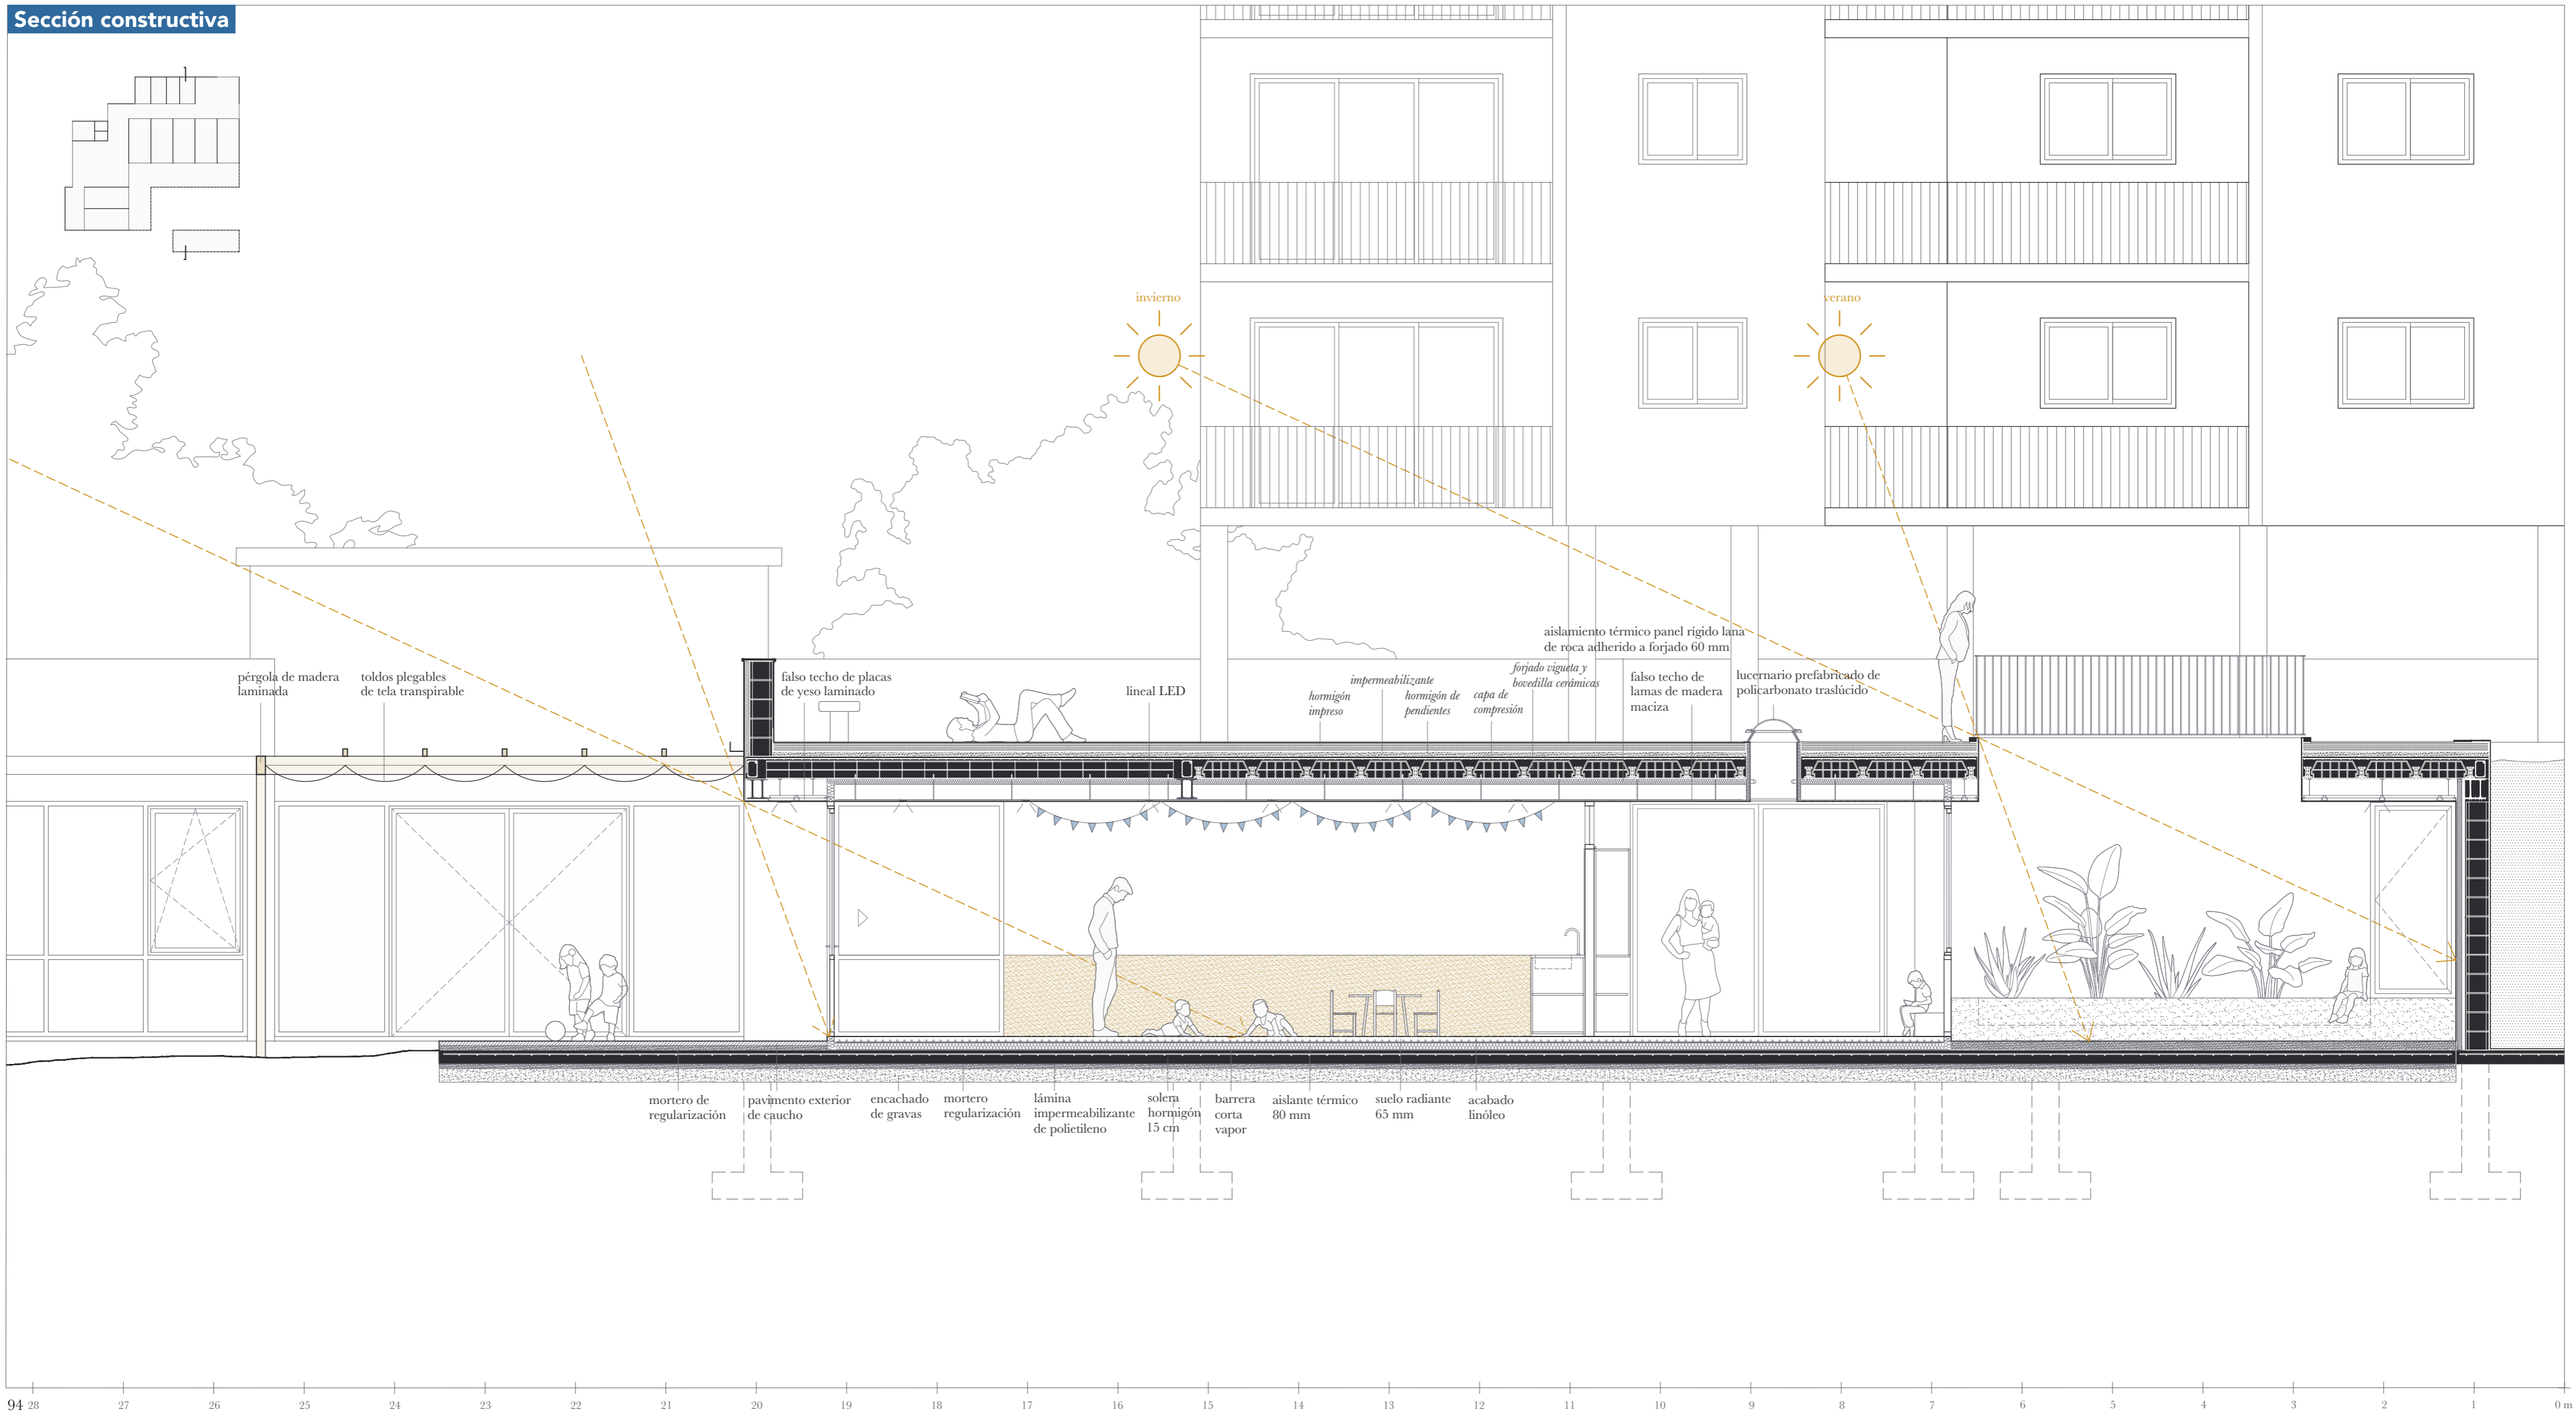 Sección constructiva
invierno
verano
aislamiento térmico panel rígido lana
de roca adherido a forjado 60 mm
pérgola de madera
laminada
toldos plegables
de tela transpirable
falso techo de placas
de yeso laminado
lineal LED
hormigón
impreso
impermeabilizante
hormigón de
pendientes
capa de
compresión
forjado vigueta y
bovedilla cerámicas
falso techo de
lamas de madera
maciza
lucernario prefabricado de
policarbonato traslúcido
mortero de
regularización
pavimento exterior
de caucho
encachado
de gravas
mortero
regularización
lámina
impermeabilizante
de polietileno
solera
hormigón
15 cm
barrera
corta
vapor
aislante térmico
80 mm
suelo radiante
65 mm
acabado
linóleo
94
28 27 26 25 24 23 22 21 20 19 18 17 16 15 14 13 12 11 10 9 8 7 6 5 4 3 2 1 0 m